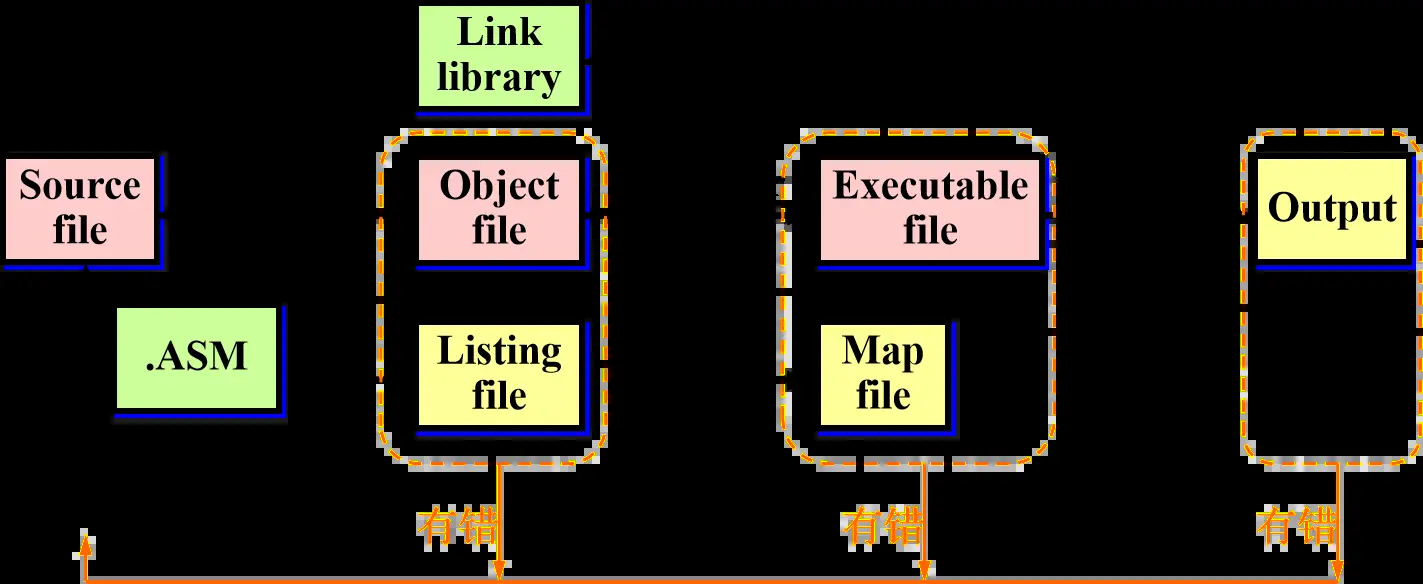 Link
library
Source
file
Object
file
Executable
file
Output
.ASM
Listing
file
Map
file
有错
有错
有错